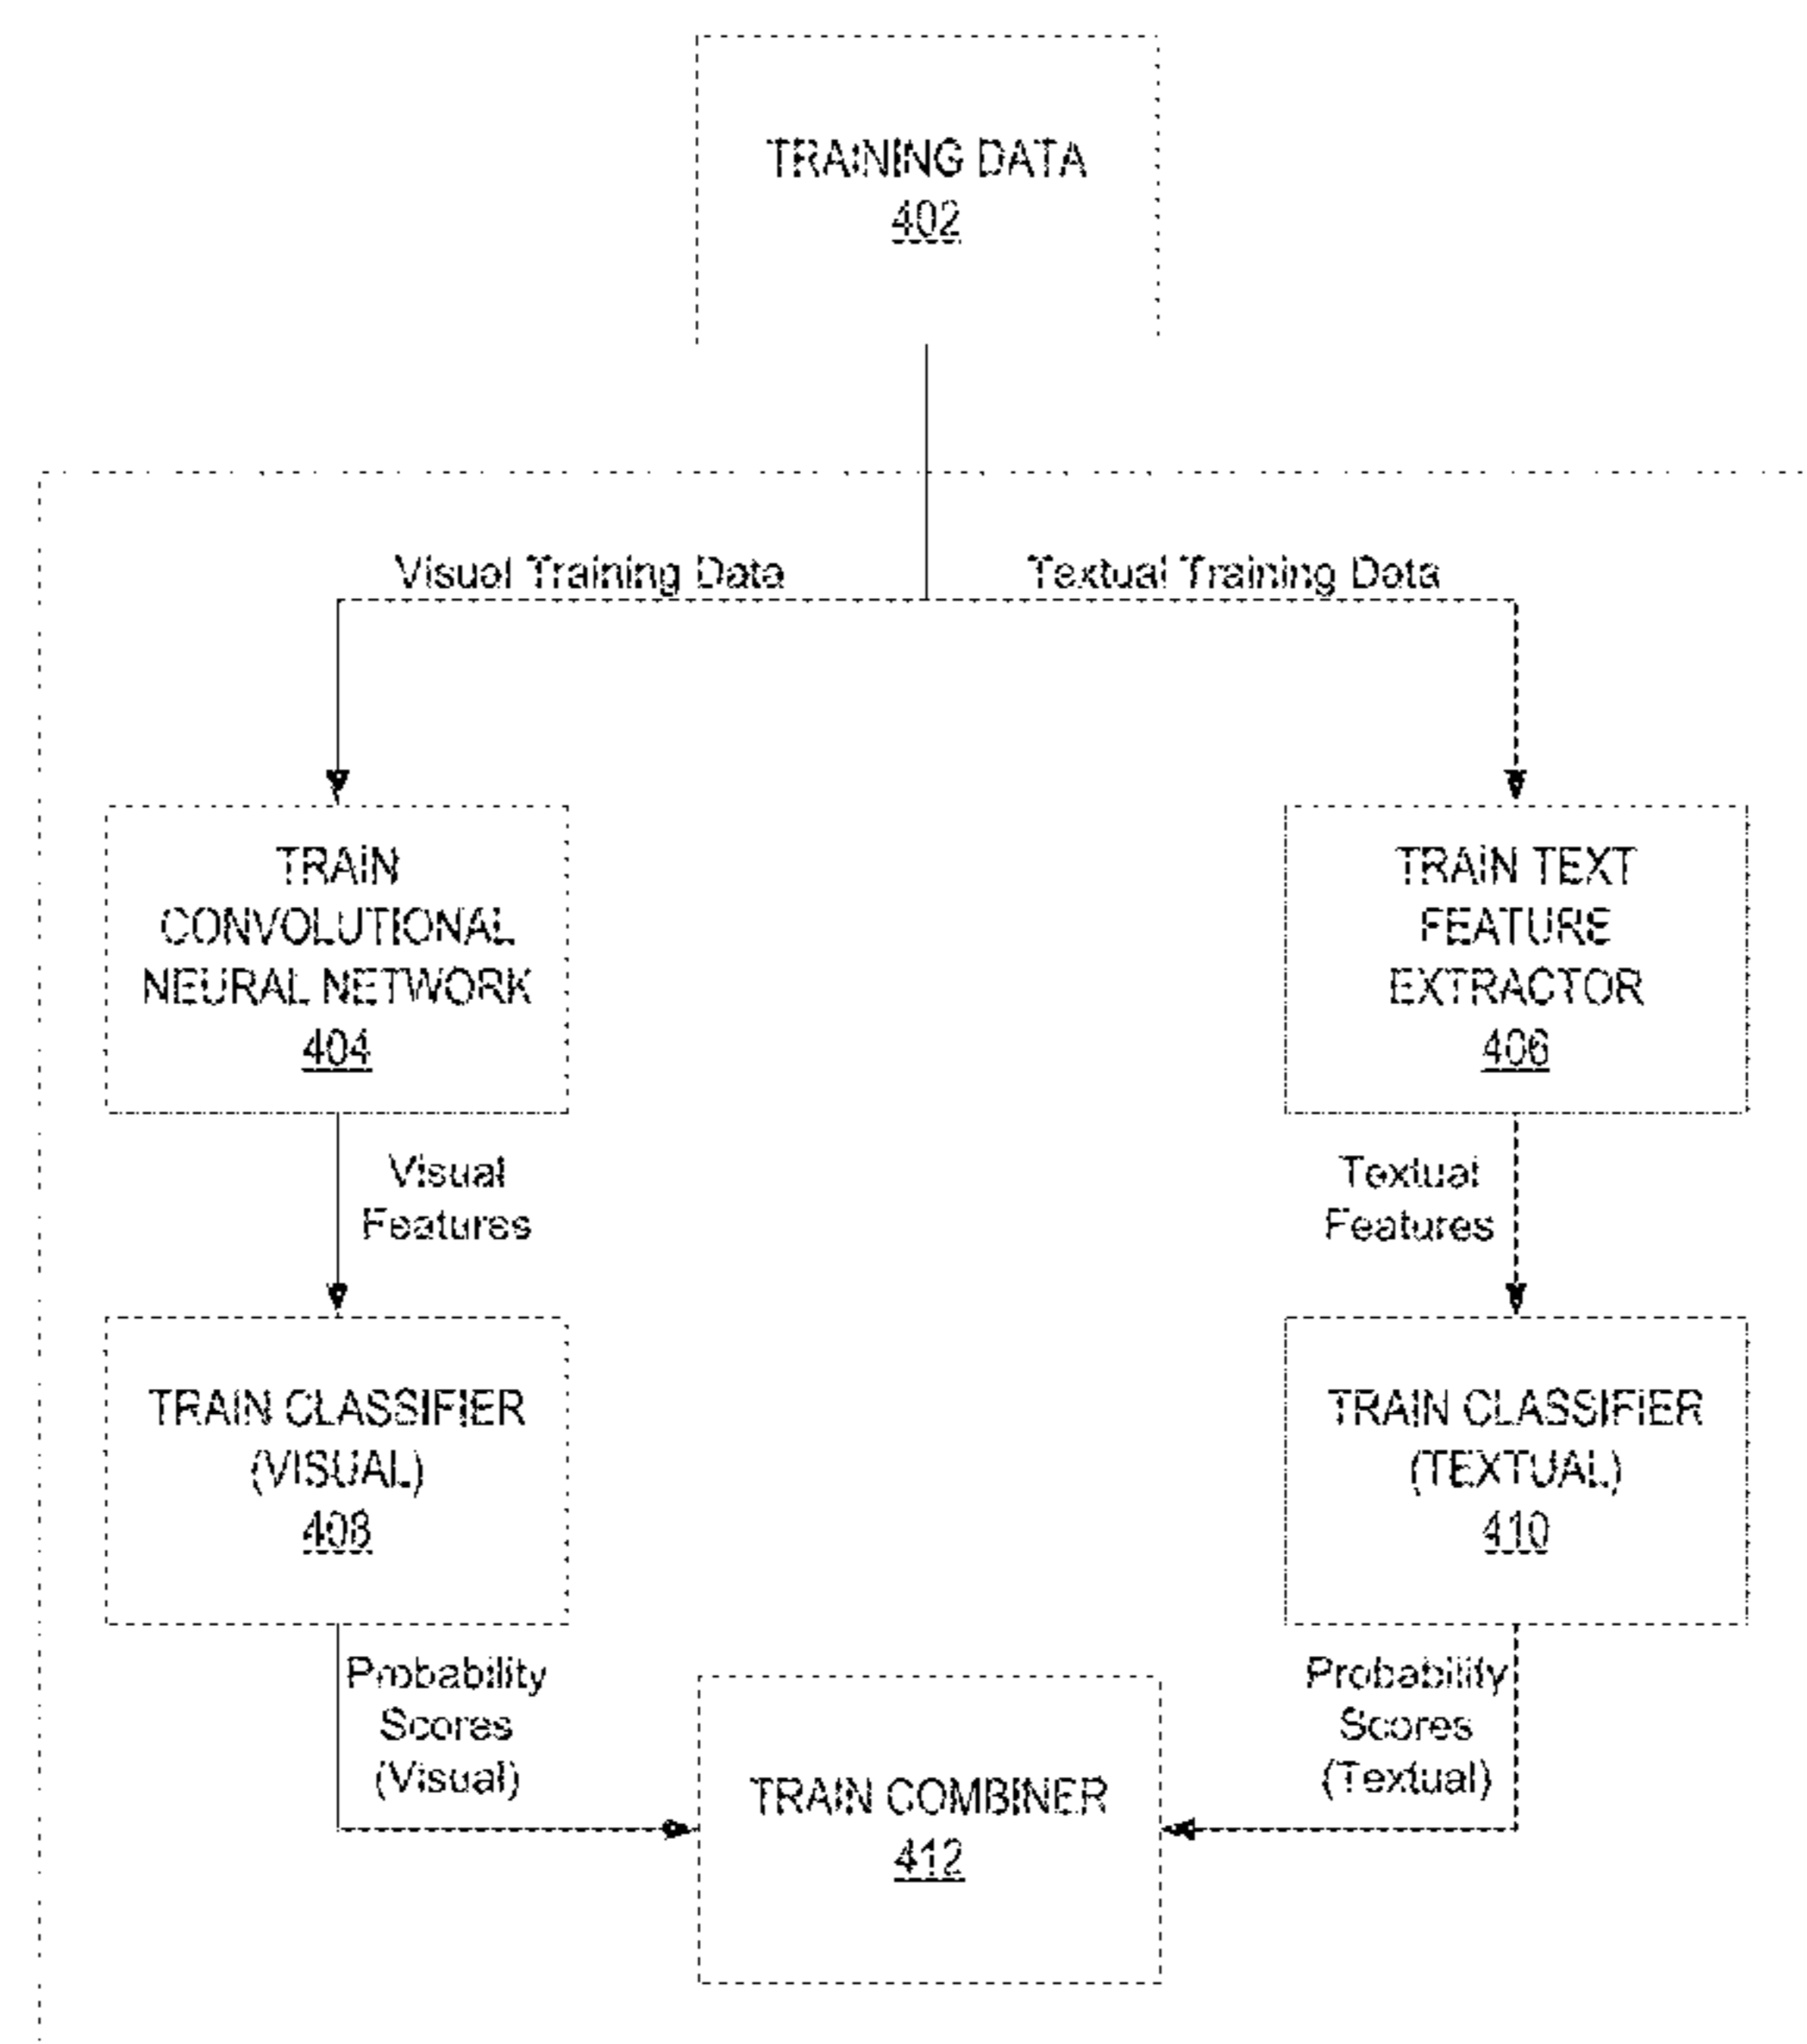 TRAINING DATA
402
Visual Training Data
Textual Training Data
TRAIN
CONVOLUTIONAL
NEURAL NETWORK
404
TRAIN TEXT
FEATURE
EXTRACTOR
406
Visual
Features
Textual
Features
TRAIN CLASSIFIER
(VISUAL)
408
TRAIN CLASSIFIER
(TEXTUAL)
410
Probability
Scores
(Visual)
Probability
Scores
(Textual)
TRAIN COMBINER
412